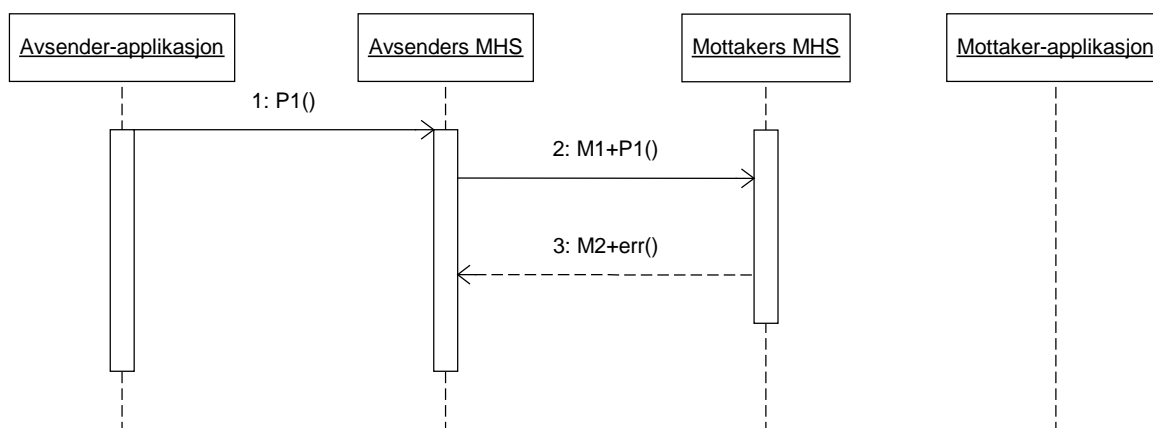 Avsender-applikasjon
Avsenders MHS
Mottakers MHS
Mottaker-applikasjon
1: P1()
2: M1+P1()
3: M2+err()